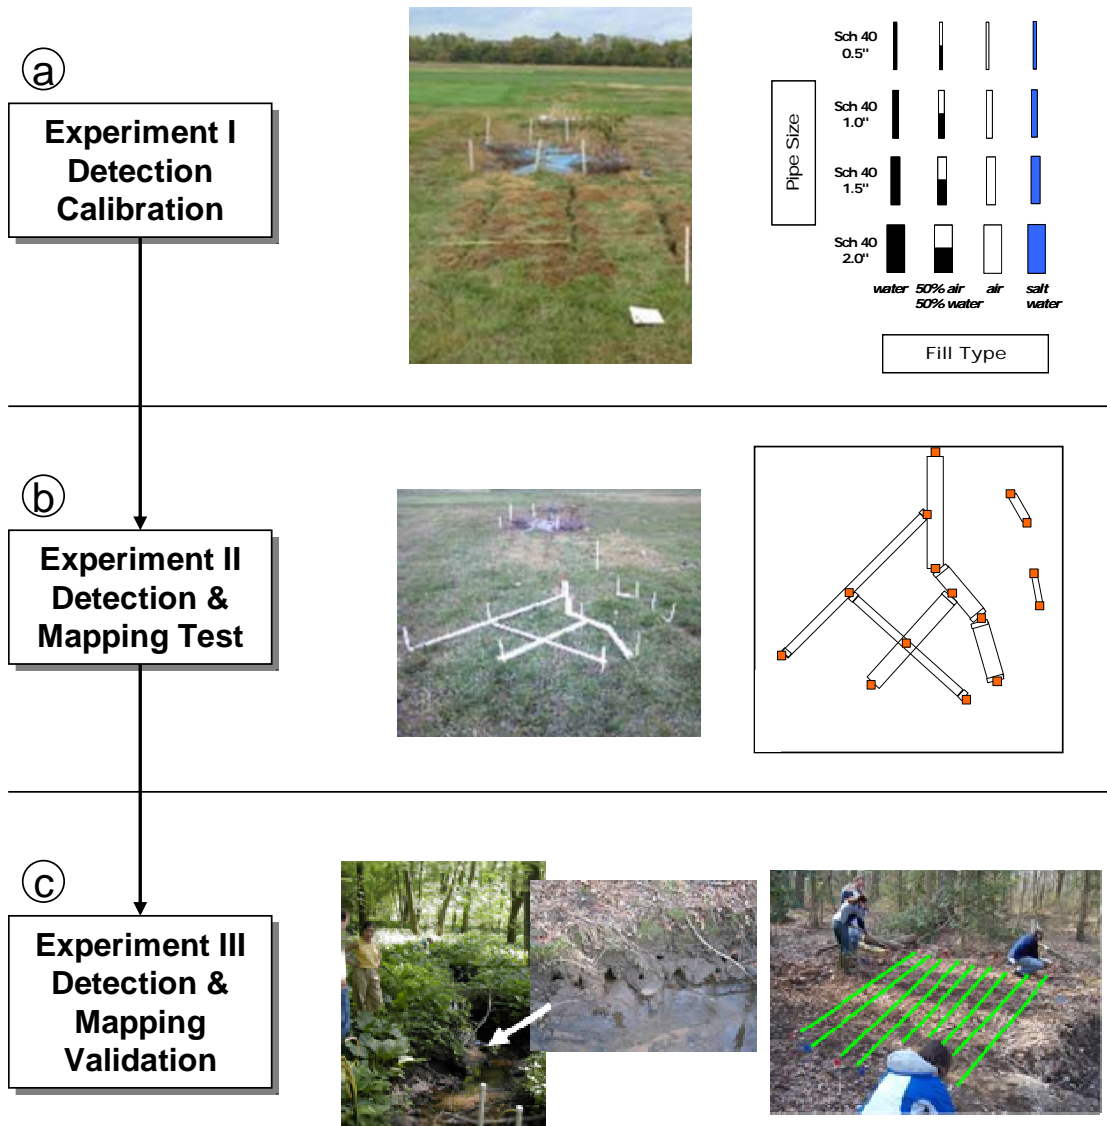 a
Experiment I
Detection
Calibration
Pipe Size
Sch 40
0.5"
Sch 40
1.0"
Sch 40
1.5"
Sch 40
2.0"
water
50% air
50% water
air
salt
water
Fill Type
b
Experiment II
Detection &
Mapping Test
c
Experiment III
Detection &
Mapping
Validation